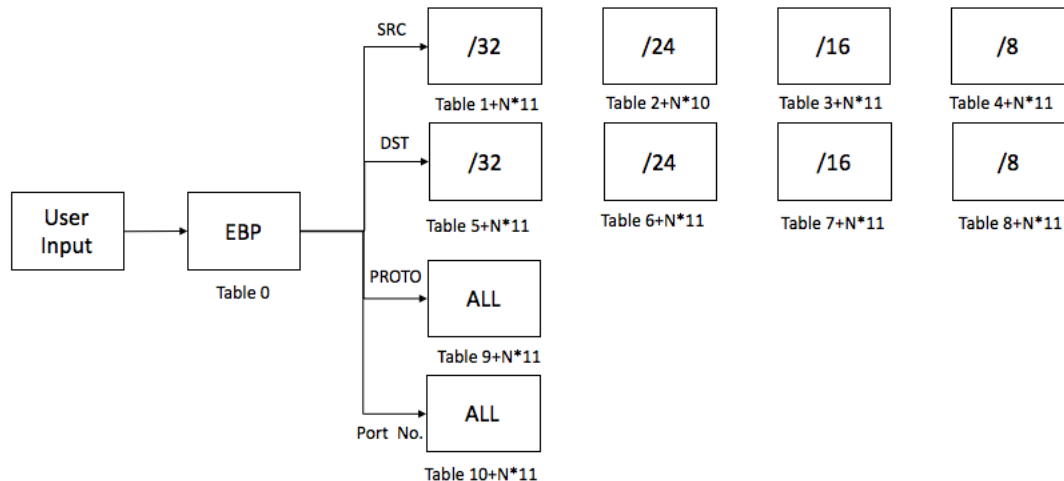 SRC
/32
/24
/16
/8
Table 1+N*11
Table 2+N*10
Table 3+N*11
Table 4+N*11
DST
/32
/24
/16
/8
Table 5+N*11
Table 6+N*11
Table 7+N*11
Table 8+N*11
User
Input
EBP
Table 0
PROTO
ALL
Table 9+N*11
ALL
Port No.
Table 10+N*11